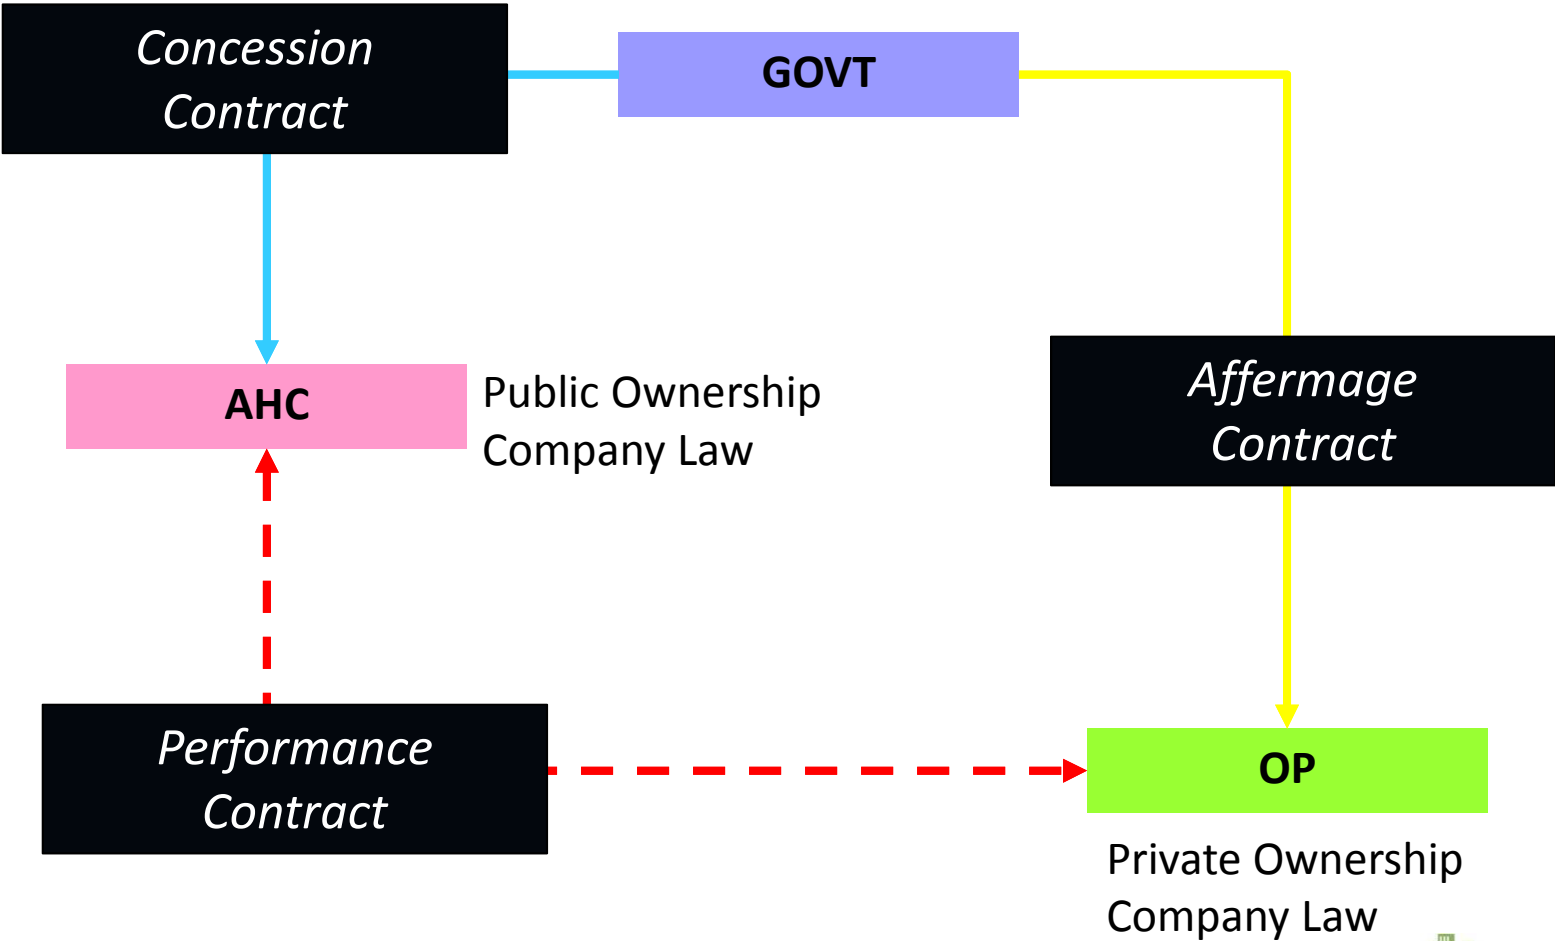 Concession
Contract
GOVT
AHC
Public Ownership
Company Law
Affermage
Contract
Performance
Contract
OP
Private Ownership
Company Law